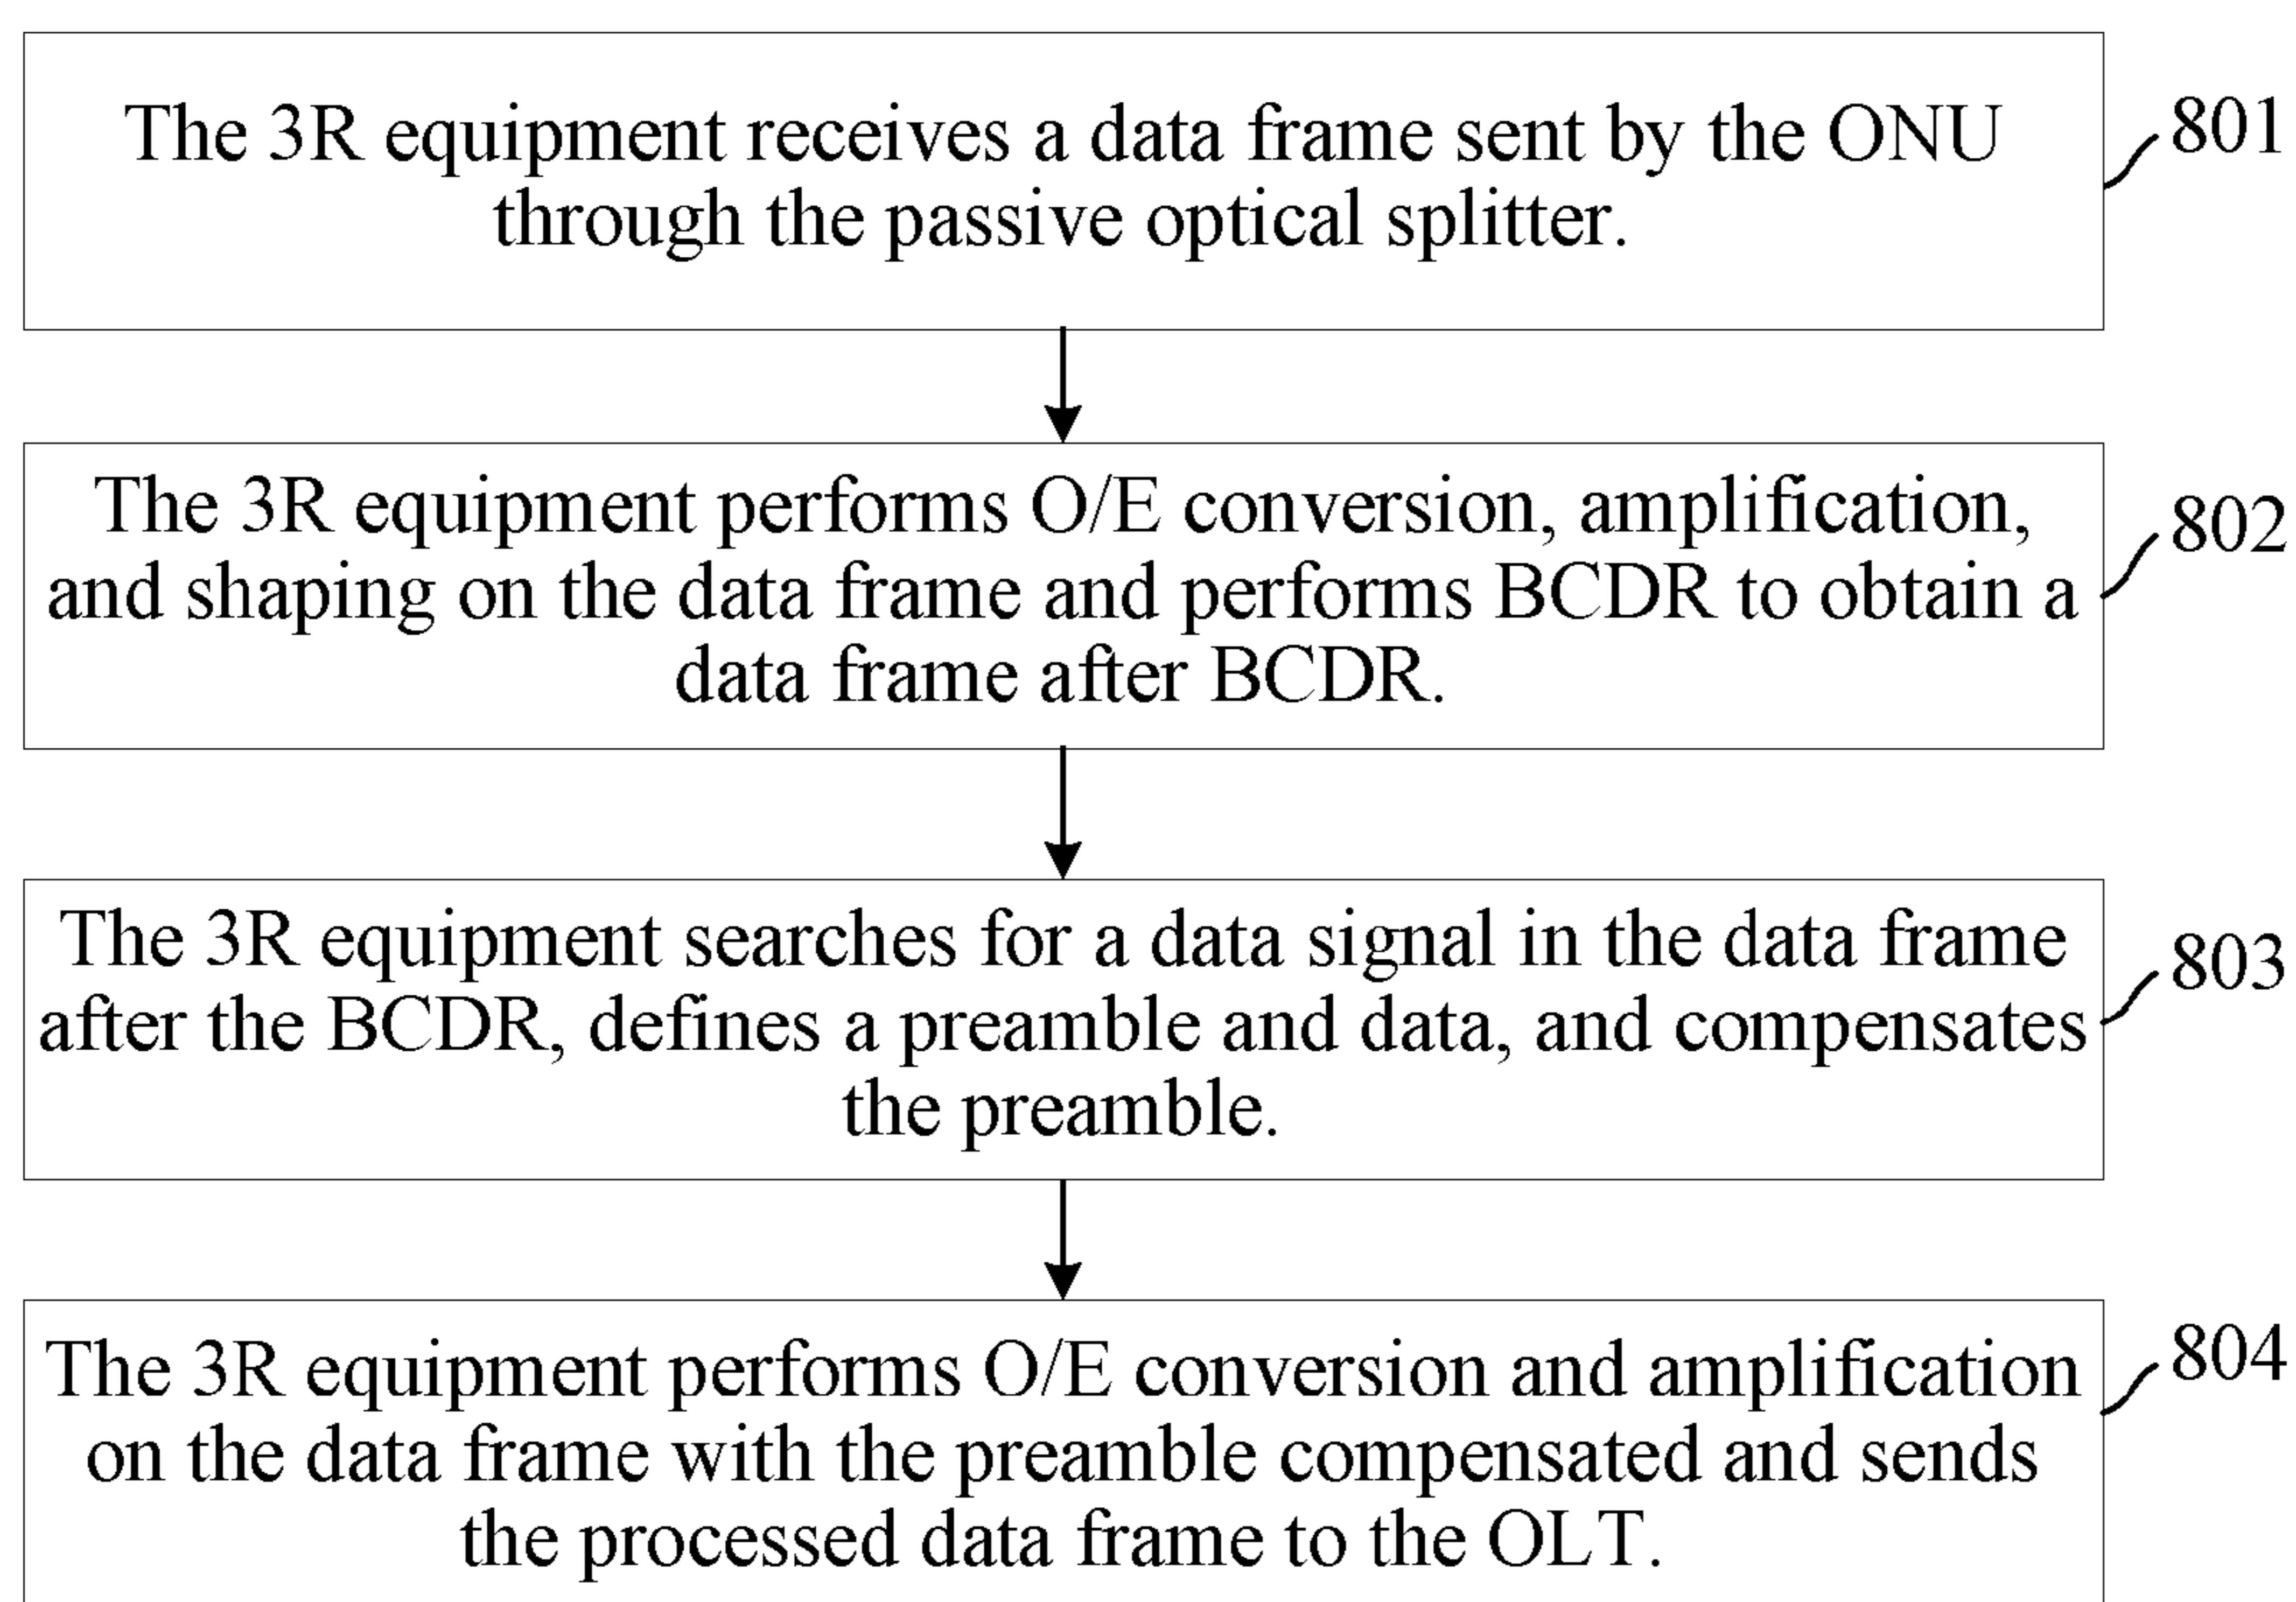 The 3R equipment receives a data frame sent by the ONU
through the passive optical splitter.
801
The 3R equipment performs O/E conversion, amplification,
and shaping on the data frame and performs BCDR to obtain a
data frame after BCDR.
802
The 3R equipment searches for a data signal in the data frame
after the BCDR, defines a preamble and data, and compensates
the preamble.
803
The 3R equipment performs O/E conversion and amplification
on the data frame with the preamble compensated and sends
the processed data frame to the OLT.
804